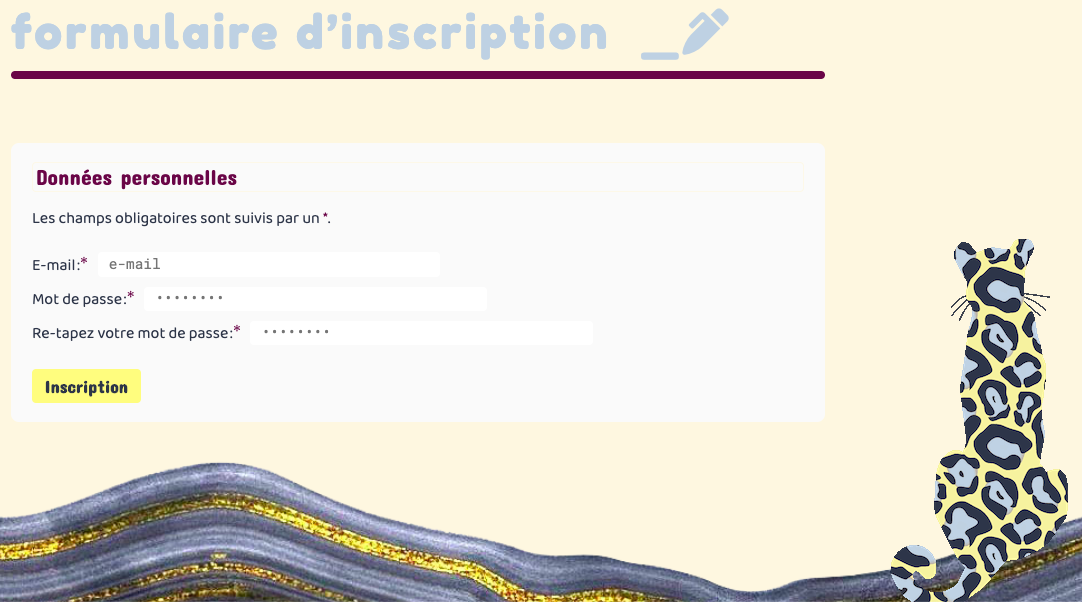 formulaire d'inscription
Données personnelles
Les champs obligatoires sont suivis par un *.
E-mail:* e-mail
Mot de passe:* ••••••••
Re-tapez votre mot de passe:* ••••••••
Inscription